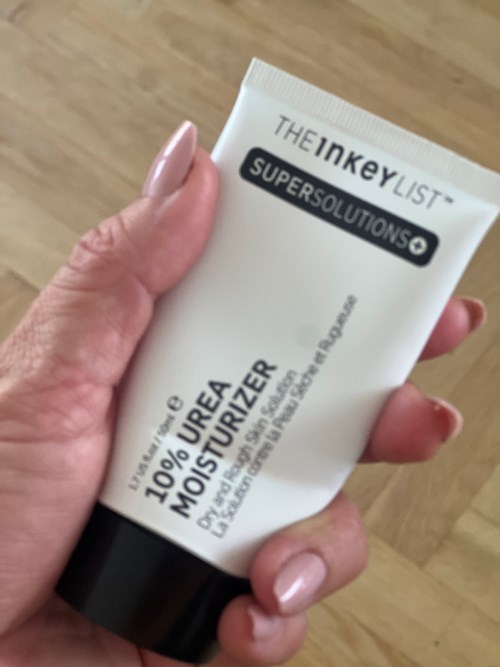 THE INKEY LIST™
SUPERSOLUTIONS+
1.7 US fl.oz / 50ml ℮
10% UREA
MOISTURIZER
Dry and Rough Skin Solution
La Solution contre la Peau Sèche et Rugueuse